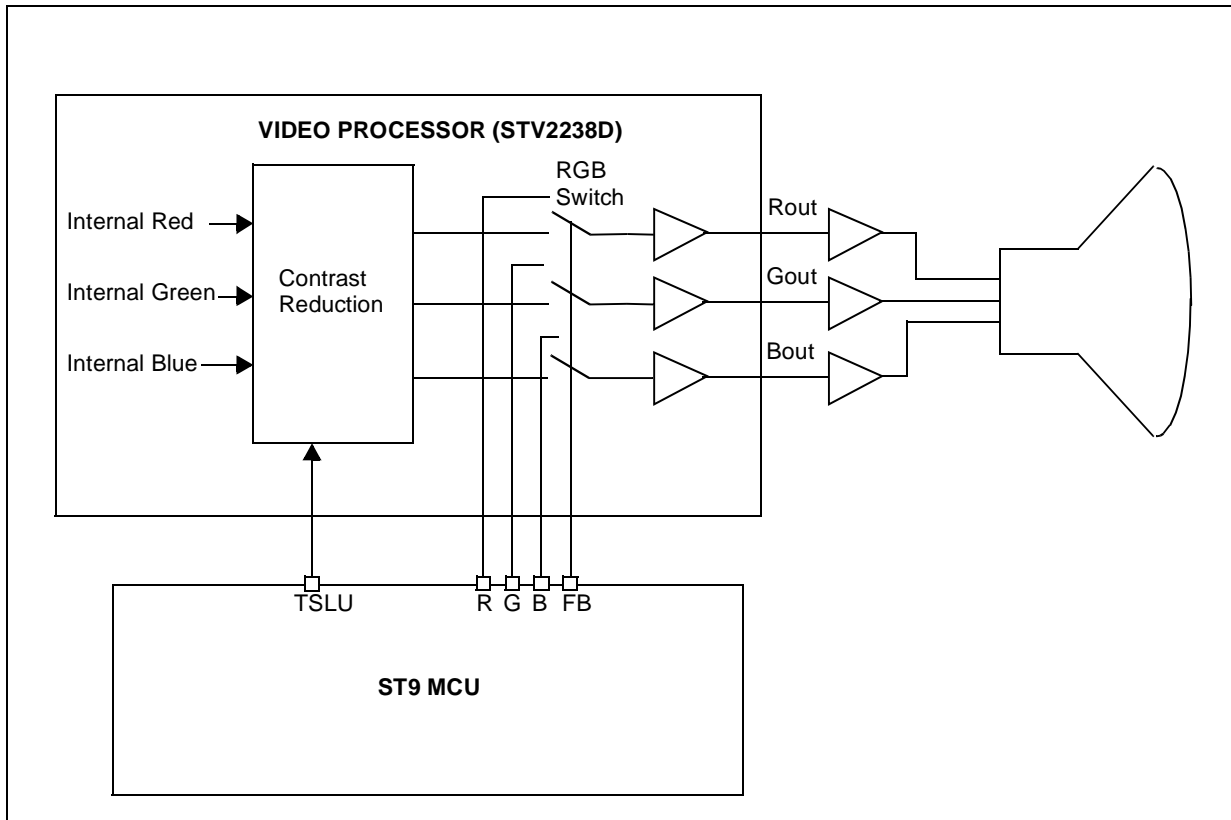 VIDEO PROCESSOR (STV2238D)
RGB
Switch
Internal Red
Internal Green
Internal Blue
Contrast
Reduction
Rout
Gout
Bout
TSLU
R G B FB
ST9 MCU